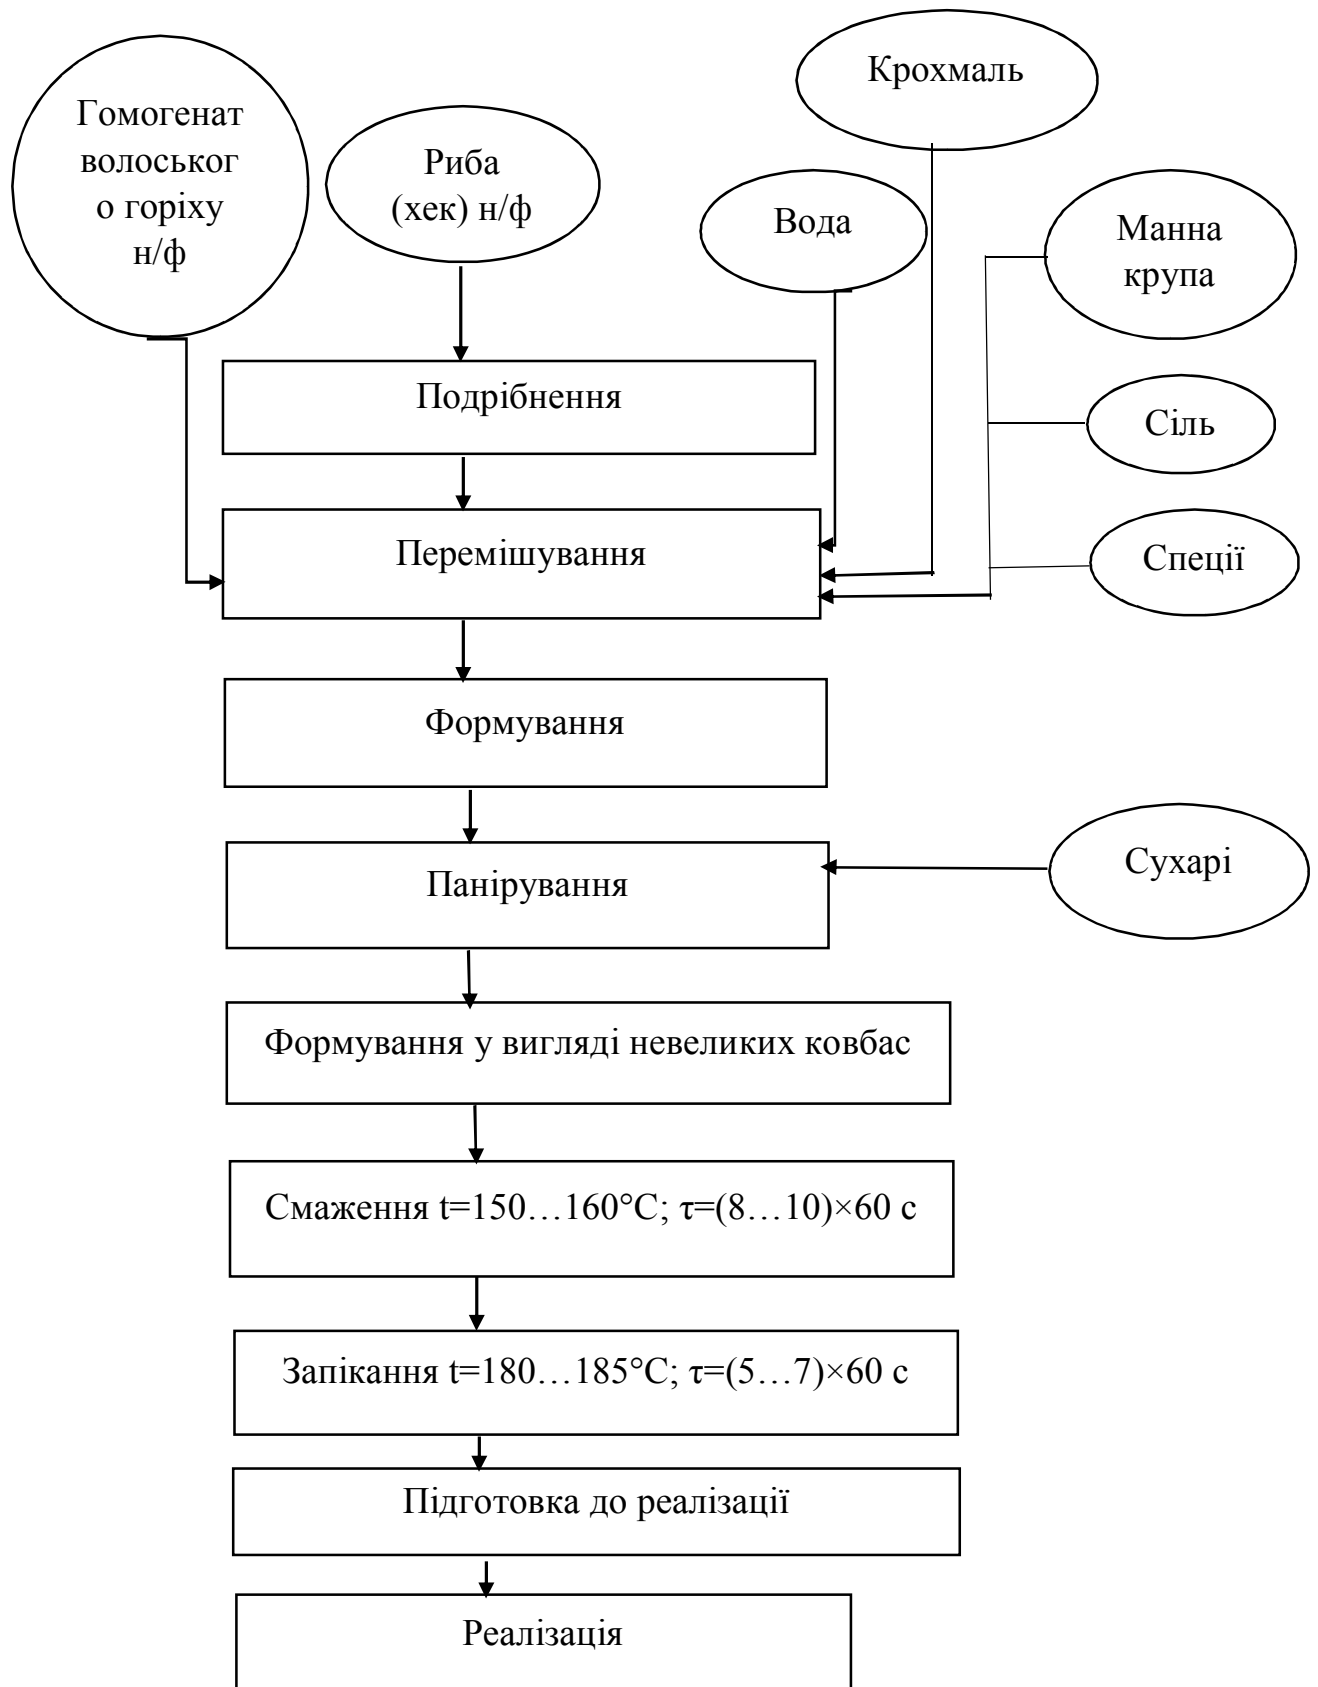 Крохмаль
Гомогенат
волоськог
о горіху
н/ф
Риба
(хек) н/ф
Вода
Манна
крупа
Подрібнення
Сіль
Перемішування
Спеції
Формування
Панірування
Сухарі
Формування у вигляді невеликих ковбас
Смаження t=150…160°C; τ=(8…10)×60 с
Запікання t=180…185°C; τ=(5…7)×60 с
Підготовка до реалізації
Реалізація